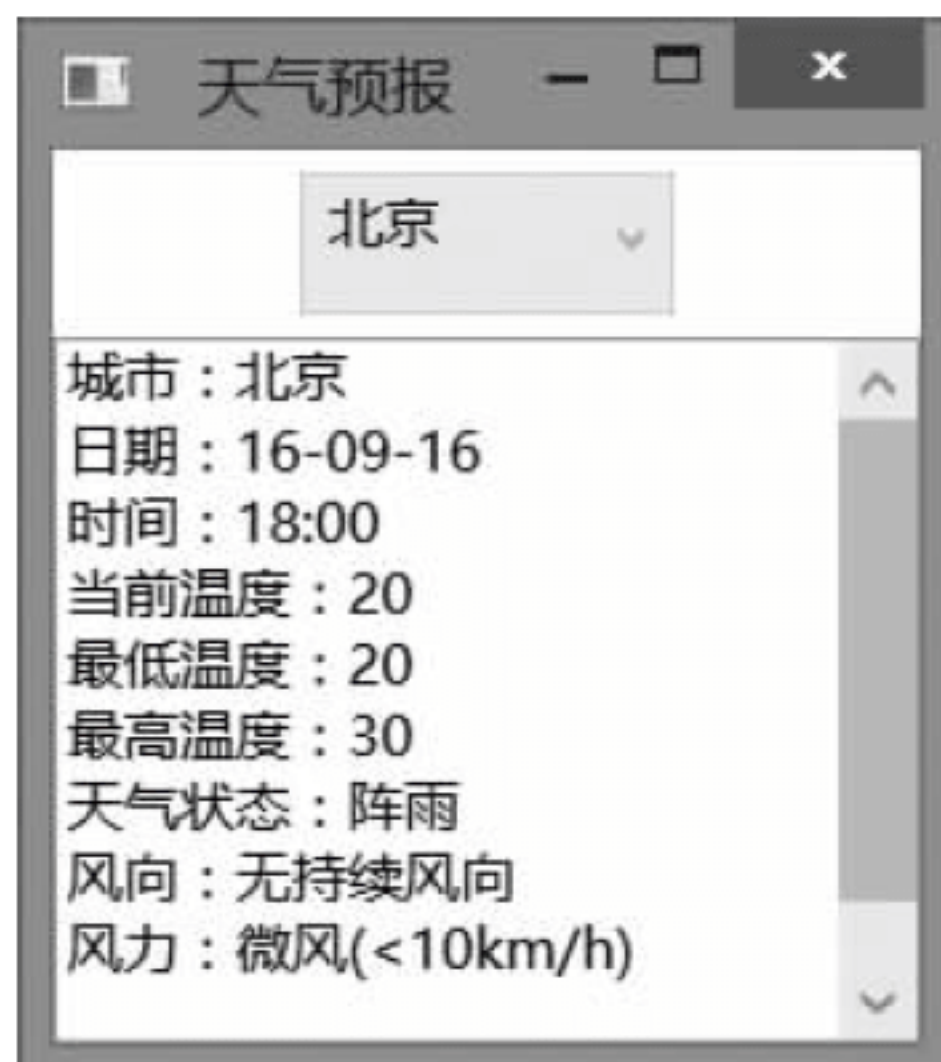 天气预报
北京
城市：北京
日期：16-09-16
时间：18:00
当前温度：20
最低温度：20
最高温度：30
天气状态：阵雨
风向：无持续风向
风力：微风(<10km/h)